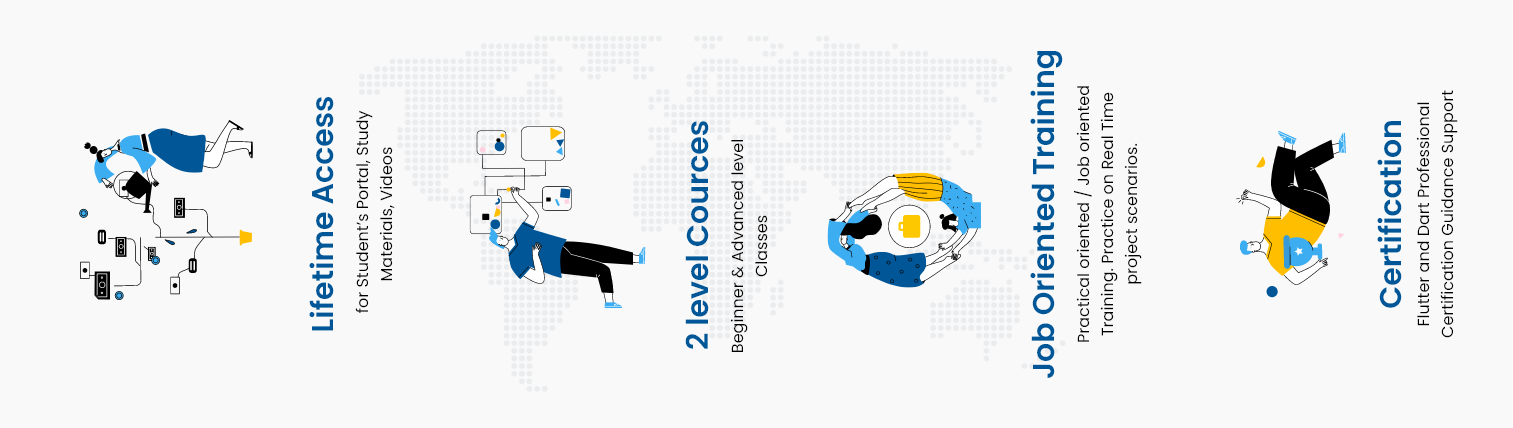 Lifetime Access
for Student's Portal, Study
Materials, Videos
2 level Cources
Beginner & Advanced level
Classes
Job Oriented Training
Practical oriented / Job oriented
Training. Practice on Real Time
project scenarios.
Certification
Flutter and Dart Professional
Certification Guidance Support